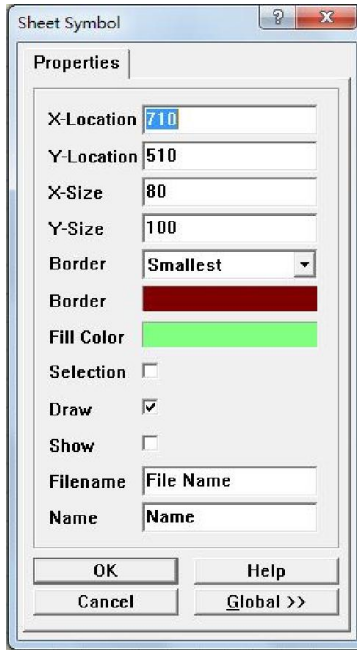 Sheet Symbol
Properties
X-Location 710
Y-Location 510
X-Size 80
Y-Size 100
Border Smallest
Border
Fill Color
Selection
Draw
Show
Filename File Name
Name Name
OK Help
Cancel Global >>